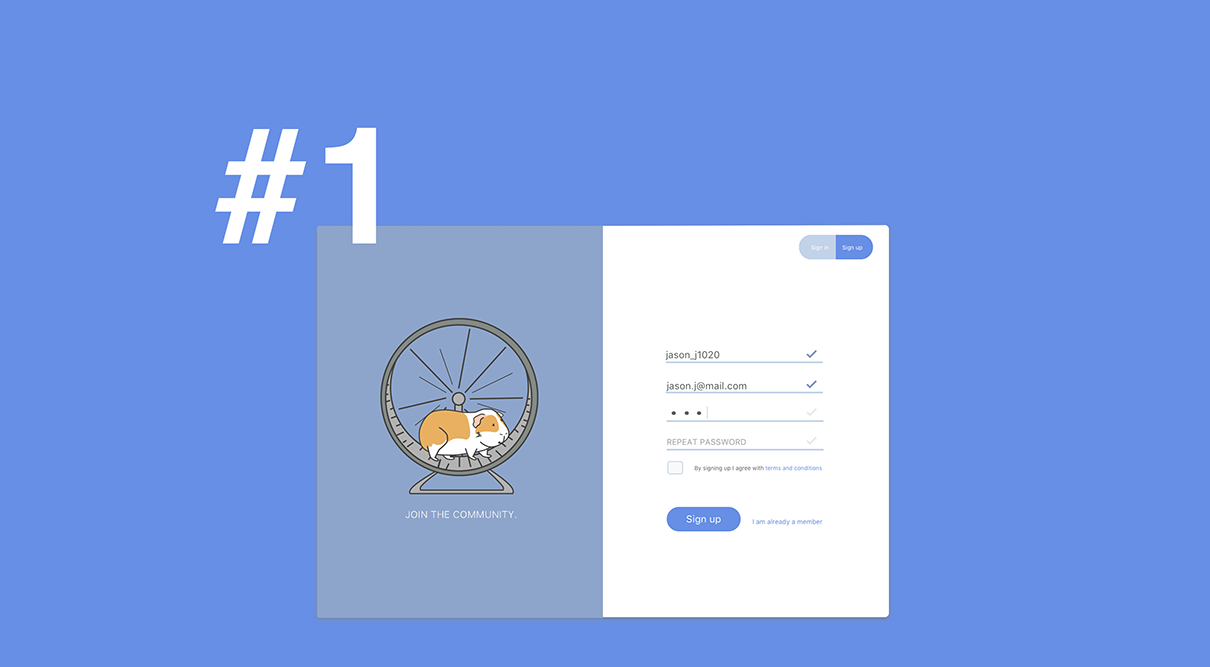 #1
Sign in
Sign up
jason_j1020
jason.j@mail.com
REPEAT PASSWORD
By signing up I agree with terms and conditions
Sign up
I am already a member
JOIN THE COMMUNITY.